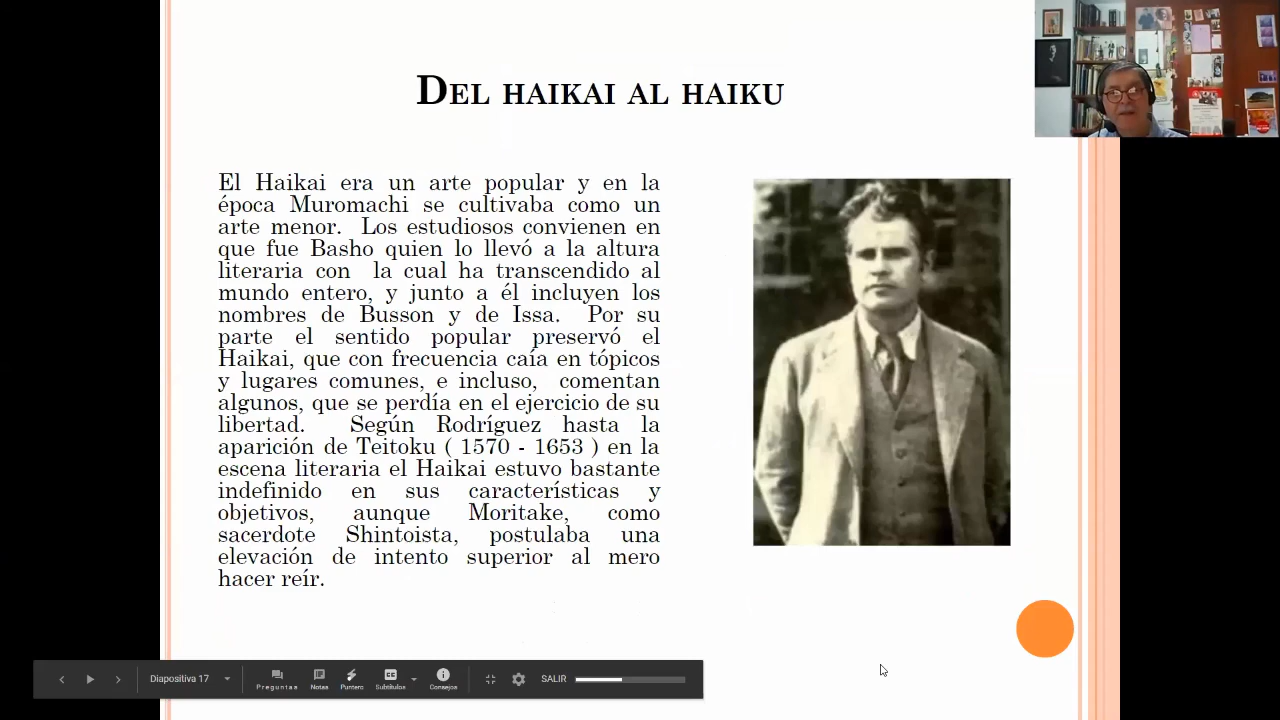 DEL HAIKAI AL HAIKU
El Haikai era un arte popular y en la
época Muromachi se cultivaba como un
arte menor. Los estudiosos convienen en
que fue Basho quien lo llevó a la altura
literaria con la cual ha transcendido al
mundo entero, y junto a él incluyen los
nombres de Busson y de Issa. Por su
parte el sentido popular preservó el
Haikai, que con frecuencia caía en tópicos
y lugares comunes, e incluso, comentan
algunos, que se perdía en el ejercicio de su
libertad. Según Rodríguez hasta la
aparición de Teitoku ( 1570 - 1653 ) en la
escena literaria el Haikai estuvo bastante
indefinido en sus características y
objetivos, aunque Moritake, como
sacerdote Shintoista, postulaba una
elevación de intento superior al mero
hacer reír.
Diapositiva 17
Preguntas
Notas
Puntero
CC
Subtítulos
Consejos
SALIR